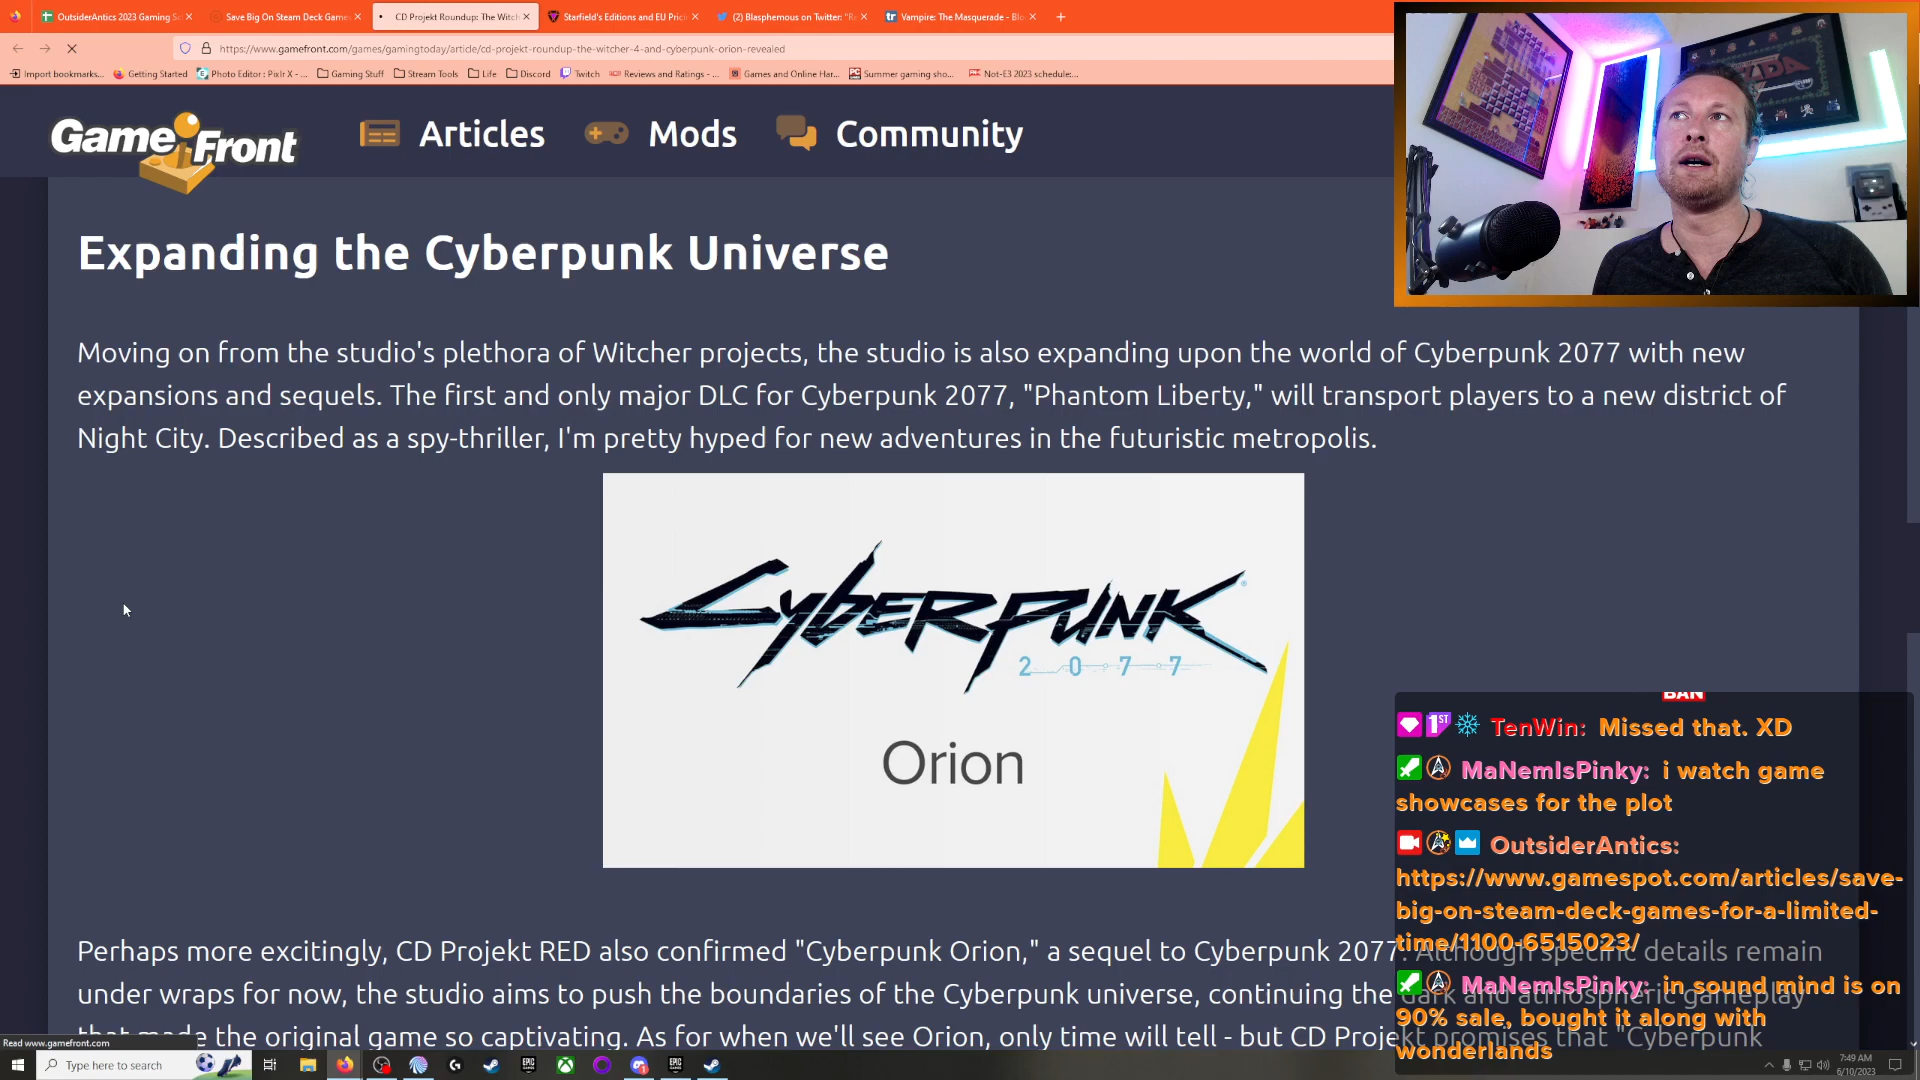 OutsiderAntics 2023 Gaming S
Save Big On Steam Deck Game
CD Projekt Roundup: The Witch
Starfield's Editions and EU Prici
(2) Blasphemous on Twitter: "R
Vampire: The Masquerade - Blo
https://www.gamefront.com/games/gamingtoday/article/cd-projekt-roundup-the-witcher-4-and-cyberpunk-orion-revealed
Import bookmarks... Getting Started Photo Editor : Pixlr X - ... Gaming Stuff Stream Tools Life Discord Twitch Reviews and Ratings - ... Games and Online Har... Summer gaming sho... Not-E3 2023 schedule:...
GameFront Articles Mods Community
Expanding the Cyberpunk Universe
Moving on from the studio's plethora of Witcher projects, the studio is also expanding upon the world of Cyberpunk 2077 with new
expansions and sequels. The first and only major DLC for Cyberpunk 2077, "Phantom Liberty," will transport players to a new district of
Night City. Described as a spy-thriller, I'm pretty hyped for new adventures in the futuristic metropolis.
Cyberpunk
2077
Orion
Perhaps more excitingly, CD Projekt RED also confirmed "Cyberpunk Orion," a sequel to Cyberpunk 2077. Although specific details remain
under wraps for now, the studio aims to push the boundaries of the Cyberpunk universe, continuing the dark and atmospheric gameplay
that made the original game so captivating. As for when we'll see Orion, only time will tell - but CD Projekt promises that "Cyberpunk
BAN
1ST TenWin: Missed that. XD
MaNemIsPinky: i watch game
showcases for the plot
OutsiderAntics:
https://www.gamespot.com/articles/save-
big-on-steam-deck-games-for-a-limited-
time/1100-6515023/
MaNemIsPinky: in sound mind is on
90% sale, bought it along with
wonderlands
Read www.gamefront.com
Type here to search
7:49 AM
6/10/2023